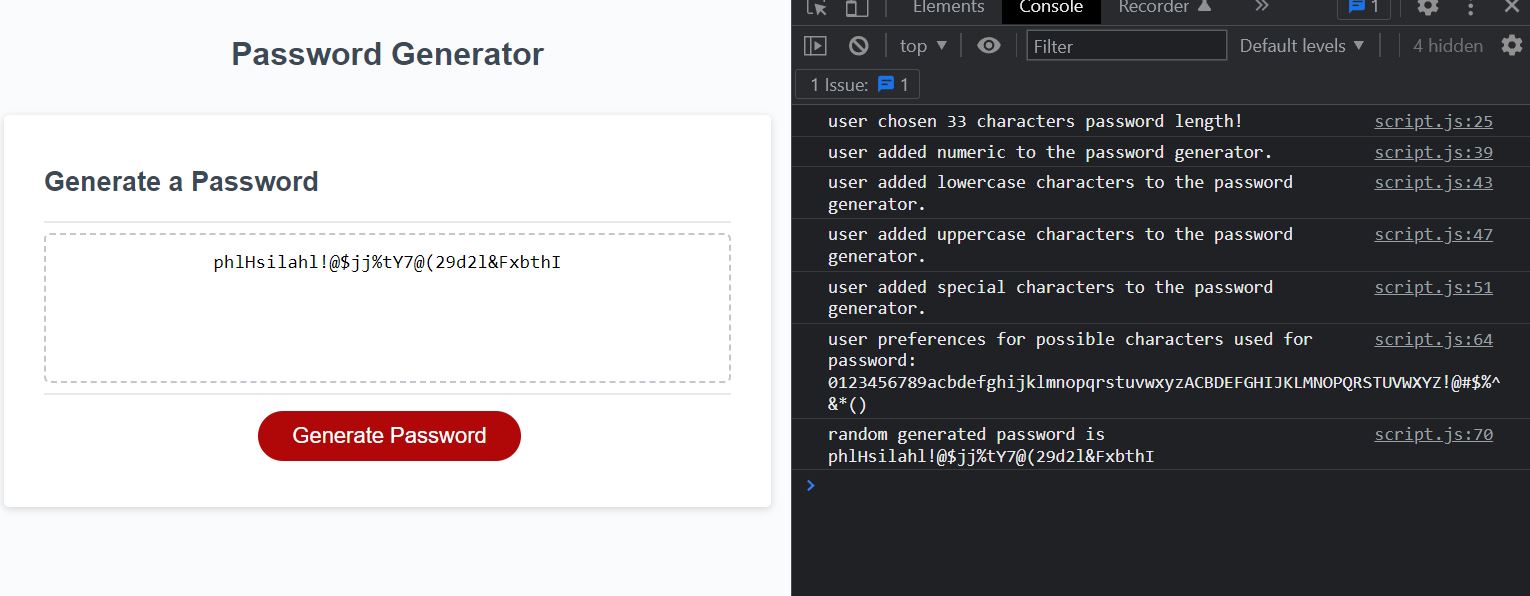 Password Generator
Generate a Password
phlHsilahl!@$jj%tY7@(29d2l&FxbthI
Generate Password
Elements Console Recorder 1
top Filter Default levels 4 hidden
1 Issue: 1
user chosen 33 characters password length! script.js:25
user added numeric to the password generator. script.js:39
user added lowercase characters to the password script.js:43
generator.
user added uppercase characters to the password script.js:47
generator.
user added special characters to the password script.js:51
generator.
user preferences for possible characters used for script.js:64
password:
0123456789acbdefghijklmnopqrstuvwxyzACBDEFGHIJKLMNOPQRSTUVWXYZ!@#$%^
&*()
random generated password is script.js:70
phlHsilahl!@$jj%tY7@(29d2l&FxbthI